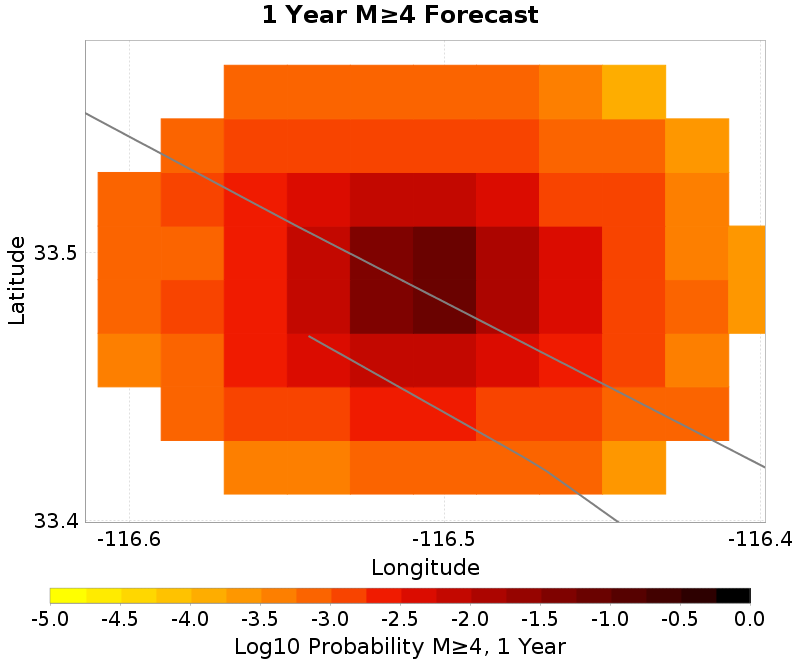 1 Year M≥4 Forecast
Latitude
33.5
33.4
-116.6 -116.5 -116.4
Longitude
-5.0 -4.5 -4.0 -3.5 -3.0 -2.5 -2.0 -1.5 -1.0 -0.5 0.0
Log10 Probability M≥4, 1 Year